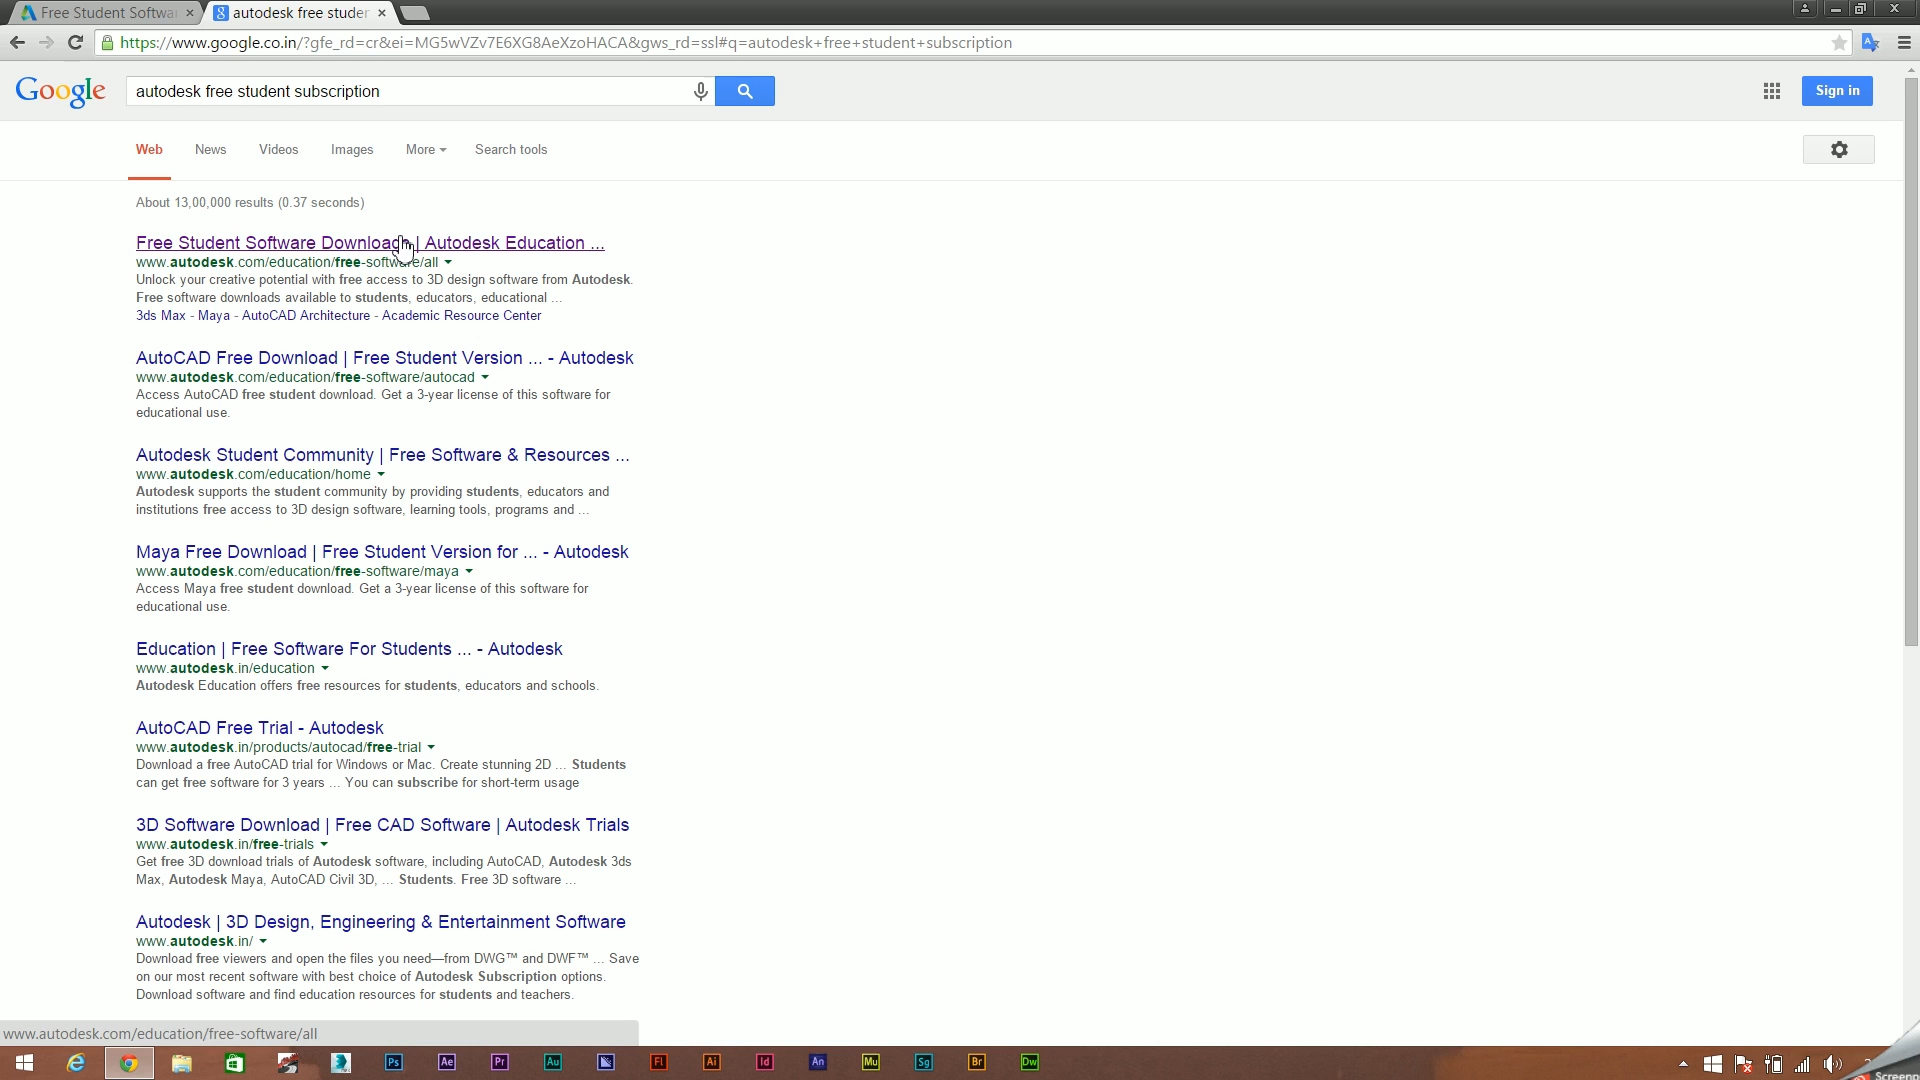 Free Student Softwa
autodesk free studen
https://www.google.co.in/?gfe_rd=cr&ei=MG5wVZv7E6XG8AeXzoHACA&gws_rd=ssl#q=autodesk+free+student+subscription
Google
autodesk free student subscription
Sign in
Web News Videos Images More Search tools
About 13,00,000 results (0.37 seconds)
Free Student Software Downloads | Autodesk Education ...
www.autodesk.com/education/free-software/all
Unlock your creative potential with free access to 3D design software from Autodesk.
Free software downloads available to students, educators, educational ...
3ds Max - Maya - AutoCAD Architecture - Academic Resource Center
AutoCAD Free Download | Free Student Version ... - Autodesk
www.autodesk.com/education/free-software/autocad
Access AutoCAD free student download. Get a 3-year license of this software for
educational use.
Autodesk Student Community | Free Software & Resources ...
www.autodesk.com/education/home
Autodesk supports the student community by providing students, educators and
institutions free access to 3D design software, learning tools, programs and ...
Maya Free Download | Free Student Version for ... - Autodesk
www.autodesk.com/education/free-software/maya
Access Maya free student download. Get a 3-year license of this software for
educational use.
Education | Free Software For Students ... - Autodesk
www.autodesk.in/education
Autodesk Education offers free resources for students, educators and schools.
AutoCAD Free Trial - Autodesk
www.autodesk.in/products/autocad/free-trial
Download a free AutoCAD trial for Windows or Mac. Create stunning 2D ... Students
can get free software for 3 years ... You can subscribe for short-term usage
3D Software Download | Free CAD Software | Autodesk Trials
www.autodesk.in/free-trials
Get free 3D download trials of Autodesk software, including AutoCAD, Autodesk 3ds
Max, Autodesk Maya, AutoCAD Civil 3D, ... Students. Free 3D software ...
Autodesk | 3D Design, Engineering & Entertainment Software
www.autodesk.in/
Download free viewers and open the files you need—from DWG™ and DWF™ ... Save
on our most recent software with best choice of Autodesk Subscription options.
Download software and find education resources for students and teachers.
www.autodesk.com/education/free-software/all
Ps Ae Pr Au Fl Ai Id An Mu Sg Br Dw